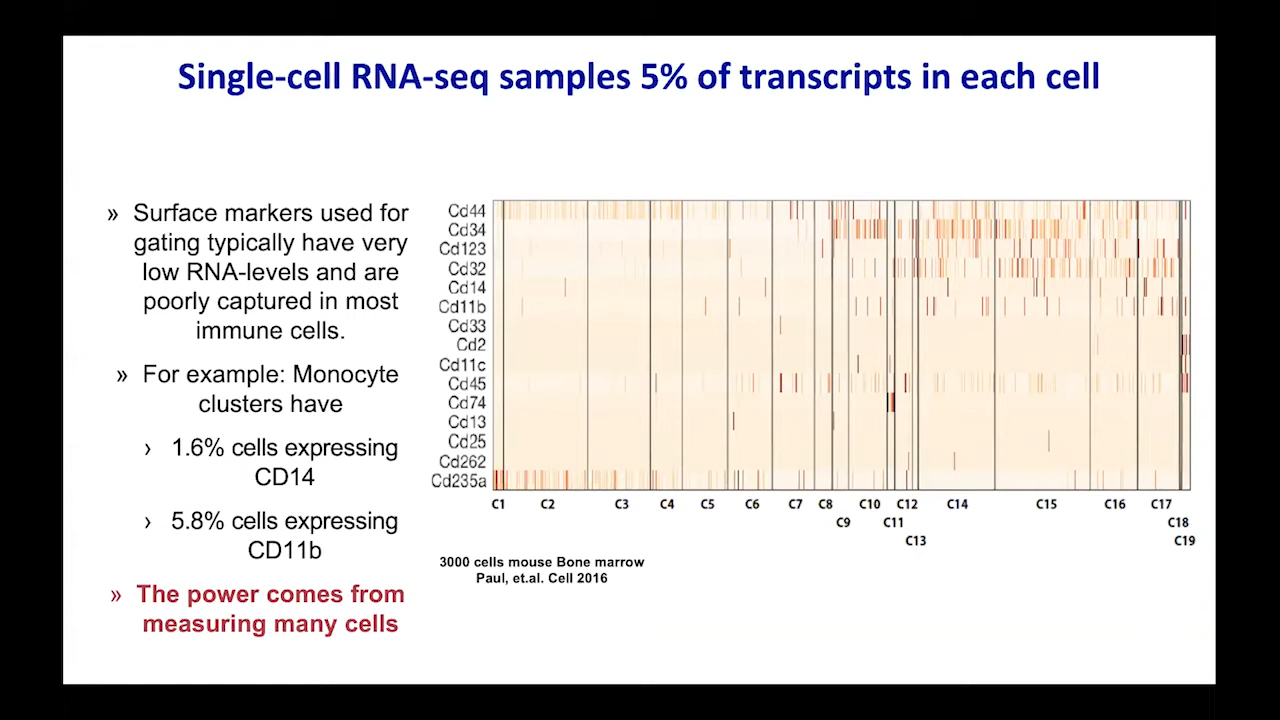 Single-cell RNA-seq samples 5% of transcripts in each cell
» Surface markers used for
gating typically have very
low RNA-levels and are
poorly captured in most
immune cells.
» For example: Monocyte
clusters have
› 1.6% cells expressing
CD14
› 5.8% cells expressing
CD11b
» The power comes from
measuring many cells
Cd44
Cd34
Cd123
Cd32
Cd14
Cd11b
Cd33
Cd2
Cd11c
Cd45
Cd74
Cd13
Cd25
Cd262
Cd235a
C1 C2 C3 C4 C5 C6 C7 C8 C10 C12 C14 C15 C16 C17
C9 C11 C18
C13 C19
3000 cells mouse Bone marrow
Paul, et.al. Cell 2016